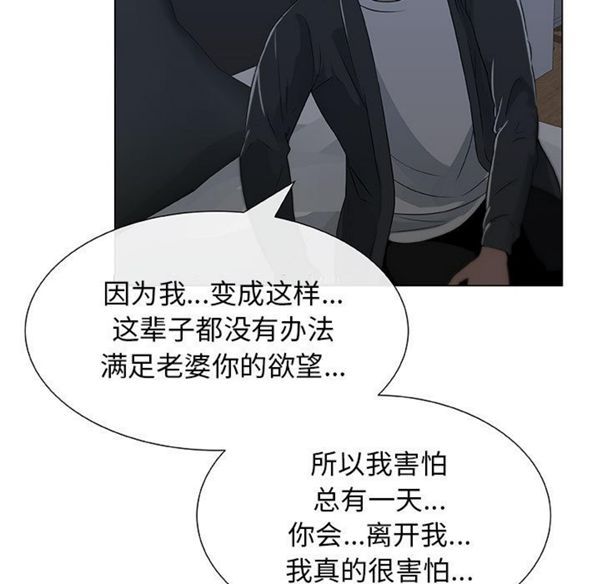 因为我...变成这样...
这辈子都没有办法
满足老婆你的欲望...
所以我害怕
总有一天...
你会...离开我...
我真的很害怕...